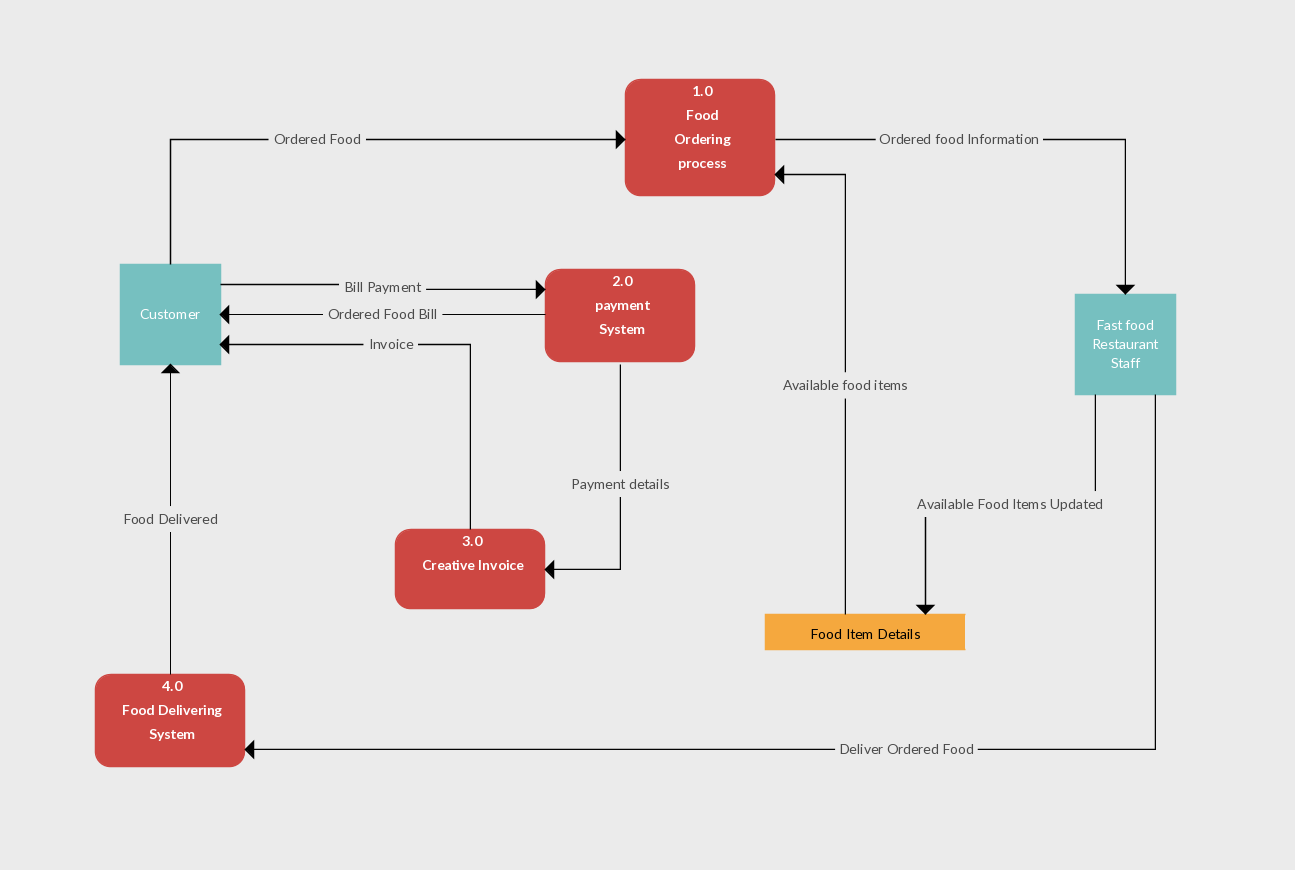 1.0
Food
Ordering
process
Ordered Food
Ordered food Information
2.0
payment
System
Bill Payment
Customer
Ordered Food Bill
Invoice
Fast food
Restaurant
Staff
Available food items
Payment details
Available Food Items Updated
Food Delivered
3.0
Creative Invoice
Food Item Details
4.0
Food Delivering
System
Deliver Ordered Food